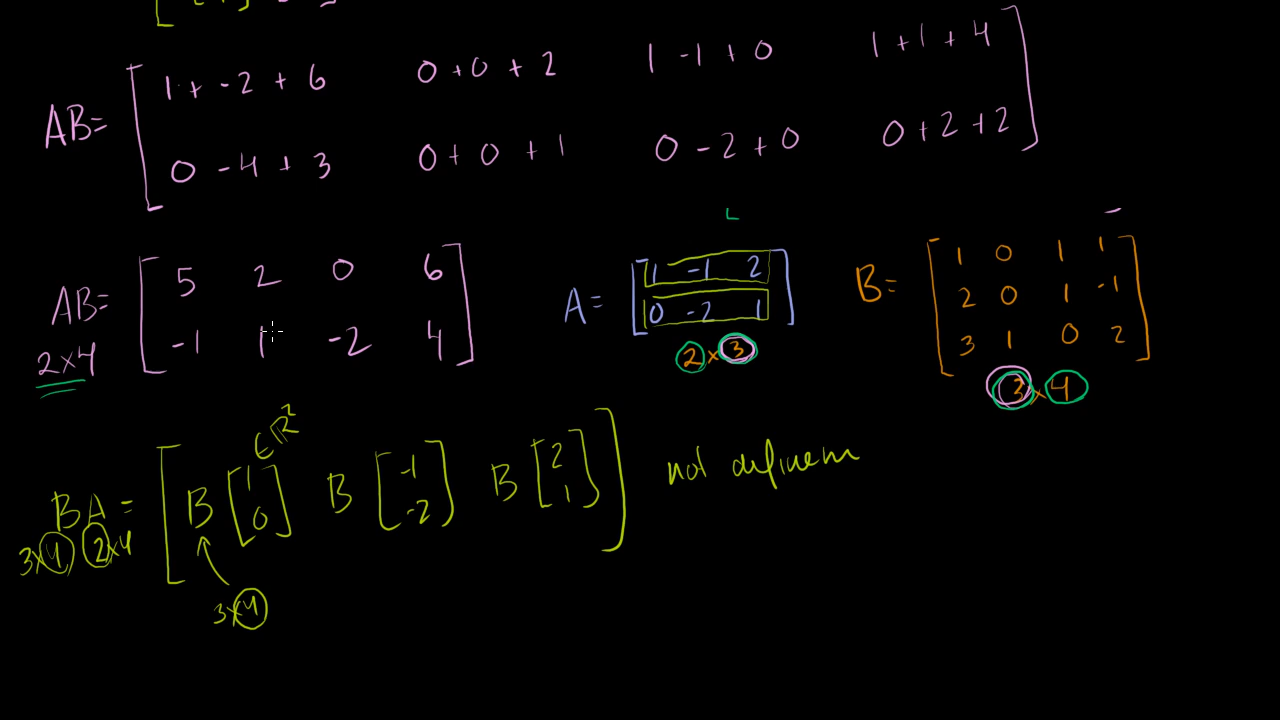 1 + -2 + 6   0 + 0 + 2   1 - 1 + 0   1 + 1 + 4
AB=
0 - 4 + 3   0 + 0 + 1   0 - 2 + 0   0 + 2 + 2
5 2 0 6
AB=
-1 1 -2 4
2x4
1 -1 2
A =
0 -2 1
2 x 3
1 0 1 1
B=
2 0 1 -1
3 1 0 2
3 x 4
∈ℝ²
BA = [B [1 0] B [-1 -2] B [2 1]] not
3x4 2x4
3x4